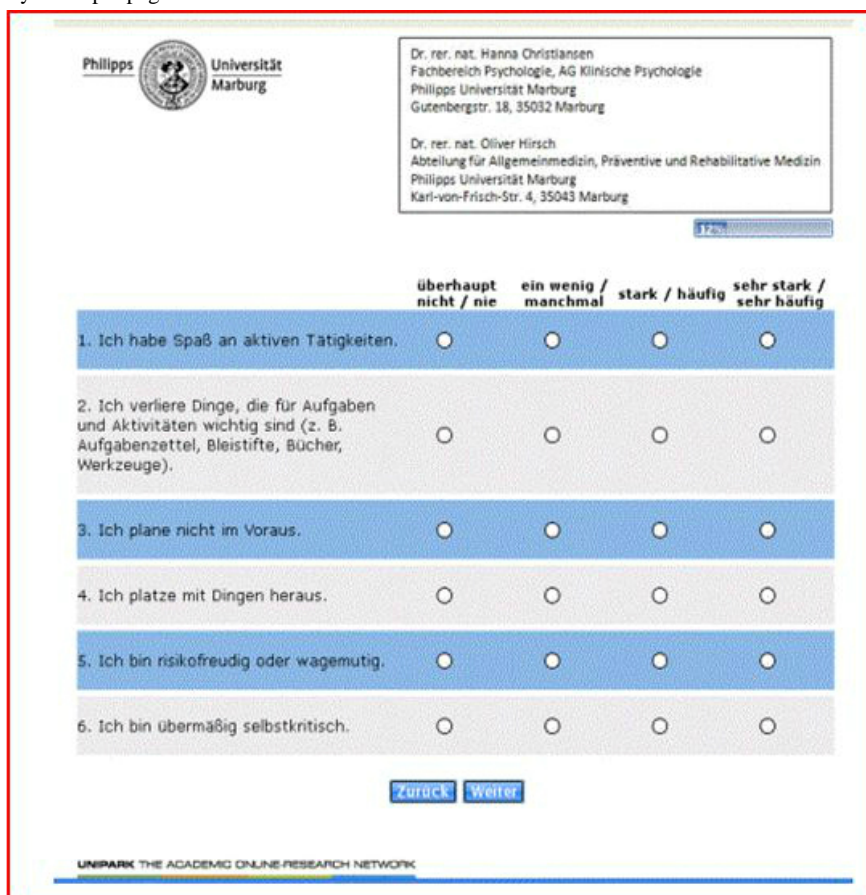 Philipps Universität
Marburg
Dr. rer. nat. Hanna Christiansen
Fachbereich Psychologie, AG Klinische Psychologie
Philipps Universität Marburg
Gutenbergstr. 18, 35032 Marburg
Dr. rer. nat. Oliver Hirsch
Abteilung für Allgemeinmedizin, Präventive und Rehabilitative Medizin
Philipps Universität Marburg
Karl-von-Frisch-Str. 4, 35043 Marburg
12%
überhaupt nicht / nie
ein wenig / manchmal
stark / häufig
sehr stark / sehr häufig
1. Ich habe Spaß an aktiven Tätigkeiten.
2. Ich verliere Dinge, die für Aufgaben
und Aktivitäten wichtig sind (z. B.
Aufgabenzettel, Bleistifte, Bücher,
Werkzeuge).
3. Ich plane nicht im Voraus.
4. Ich platze mit Dingen heraus.
5. Ich bin risikofreudig oder wagemutig.
6. Ich bin übermäßig selbstkritisch.
Zurück Weiter
UNIPARK THE ACADEMIC ONLINE-RESEARCH NETWORK